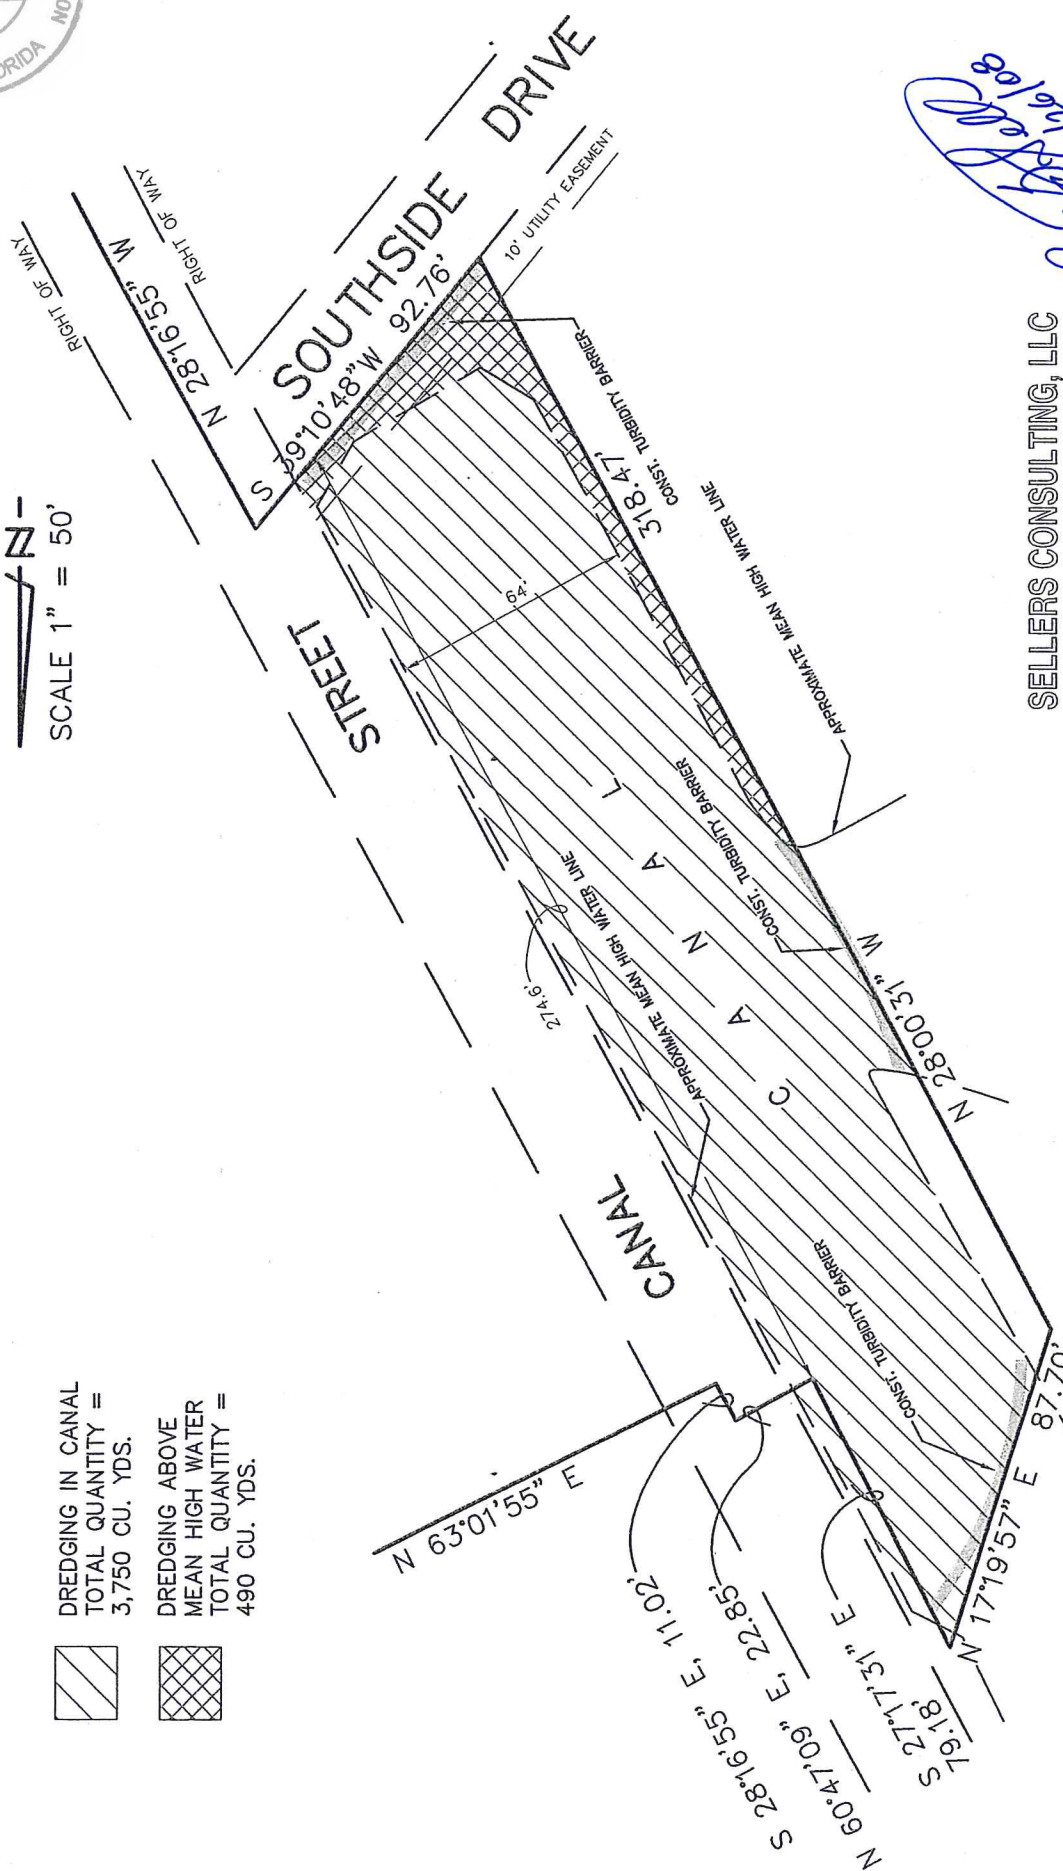 ORIDA
NO
N
SCALE 1" = 50'
DREDGING IN CANAL
TOTAL QUANTITY =
3,750 CU. YDS.
DREDGING ABOVE
MEAN HIGH WATER
TOTAL QUANTITY =
490 CU. YDS.
RIGHT OF WAY
N 28°16'55" W
RIGHT OF WAY
SOUTHSIDE DRIVE
S 39°10'48"W 92.76'
10' UTILITY EASEMENT
CONST. TURBIDITY BARRIER
318.47'
64'
APPROXIMATE MEAN HIGH WATER LINE
CANAL STREET
274.6'
APPROXIMATE MEAN HIGH WATER LINE
CANAL
CONST. TURBIDITY BARRIER
N 28°00'31" W
CONST. TURBIDITY BARRIER
N 63°01'55" E
S 28°16'55" E, 11.02'
N 60°47'09" E, 22.85'
S 27°17'31" E
79.18'
N 17°19'57" E
87.70'
SELLERS CONSULTING, LLC